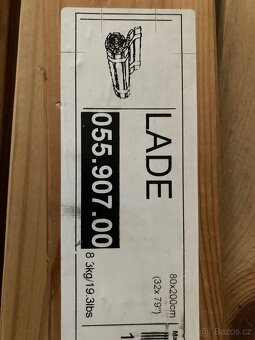 LADE
80x200cm
(32x79")
055.907.00
8 3kg/19.3lbs
Bazos.cz